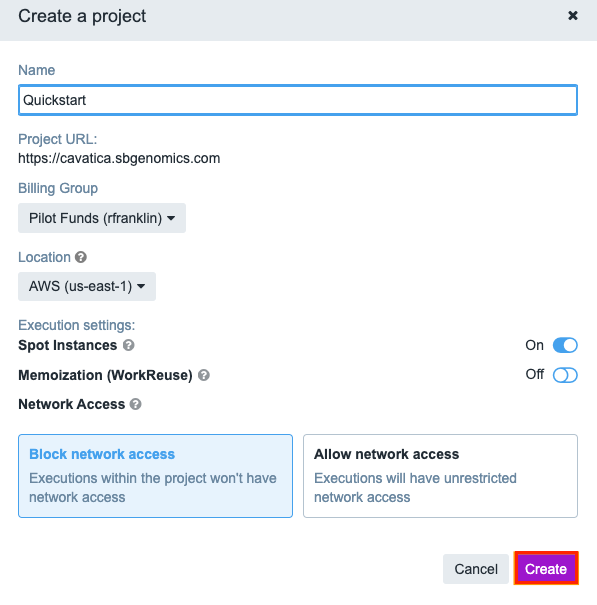 Create a project
Name
Quickstart
Project URL:
https://cavatica.sbgenomics.com
Billing Group
Pilot Funds (rfranklin)
Location
AWS (us-east-1)
Execution settings:
Spot Instances On
Memoization (WorkReuse) Off
Network Access
Block network access
Executions within the project won't have
network access
Allow network access
Executions will have unrestricted
network access
Cancel Create